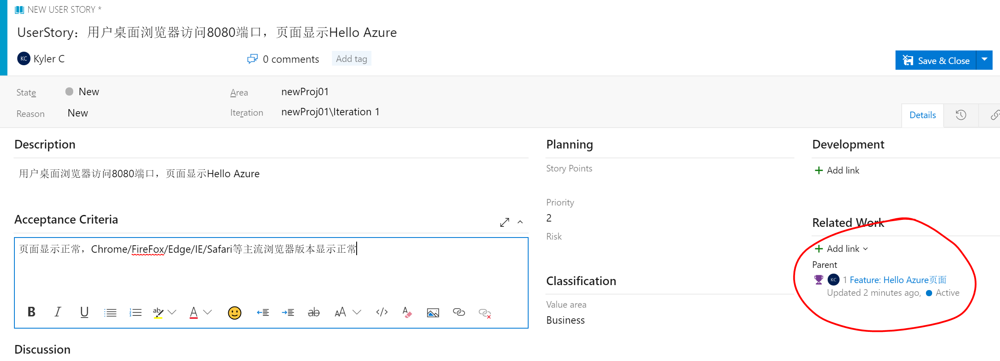 NEW USER STORY *
UserStory：用户桌面浏览器访问8080端口，页面显示Hello Azure
KC Kyler C
0 comments
Add tag
Save & Close
State
New
Area
newProj01
Reason
New
Iteration
newProj01\Iteration 1
Details
Description
用户桌面浏览器访问8080端口，页面显示Hello Azure
Acceptance Criteria
页面显示正常，Chrome/FireFox/Edge/IE/Safari等主流浏览器版本显示正常
B I U ab A ab AA </> A
Discussion
Planning
Story Points
Priority
2
Risk
Classification
Value area
Business
Development
Add link
Related Work
Add link
Parent
KC 1 Feature: Hello Azure页面
Updated 2 minutes ago, Active